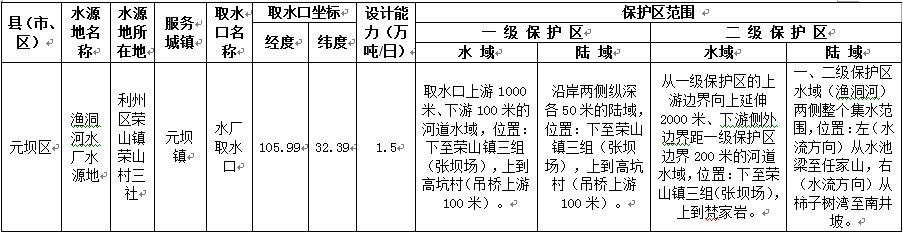 县（市、区）
水源地名称
水源地所在地
服务城镇
取水口名称
取水口坐标
经度
纬度
设计能力（万吨/日）
保护区范围
一 级 保 护 区
水 域
陆 域
二 级 保 护 区
水域
陆 域
元坝区
渔洞
河水
厂水
源地
利州
区荣
山镇
荣山
村三
社
元坝
镇
水厂
取水
口
105.99
32.39
1.5
取水口上游 1000
米、下游 100 米的
河道水域，位置：
下至荣山镇三组
（张坝场），上到
高坑村（吊桥上游
100 米）。
沿岸两侧纵深
各 50 米的陆域，
位置：下至荣山
镇三组（张坝
场），上到高坑
村（吊桥上游
100 米）。
从一级保护区的上
游边界向上延伸
2000 米、下游侧外
边界距一级保护区
边界 200 米的河道
水域，位置：下至
荣山镇三组(张坝场)，
上到梵家岩。
一、二级保护区
水域（渔洞河）
两侧整个集水范
围，位置：左（水
流方向）从水池
梁至任家山，右
（水流方向）从
柿子树湾至南井
坡。